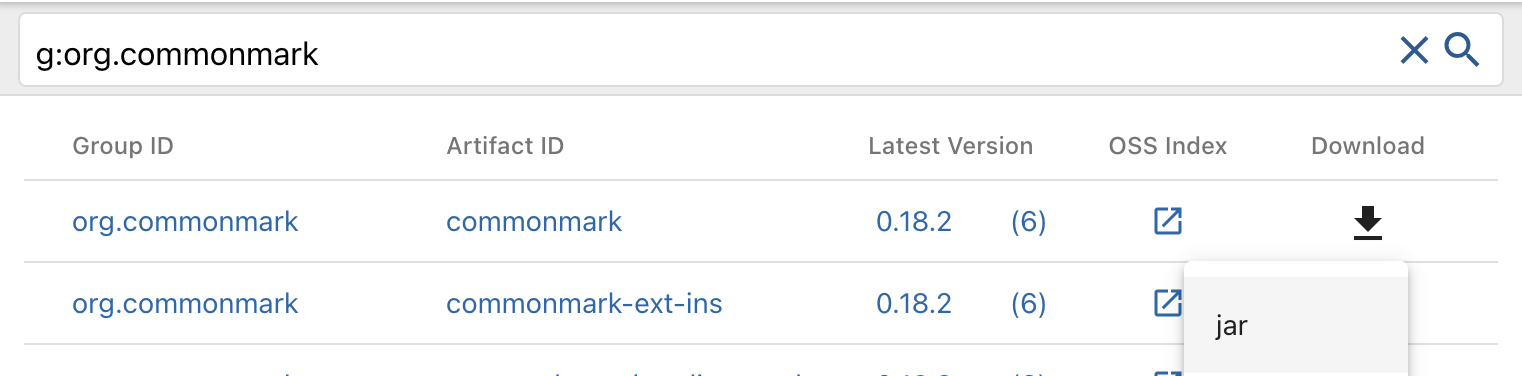 g:org.commonmark
Group ID Artifact ID Latest Version OSS Index Download
org.commonmark commonmark 0.18.2 (6)
org.commonmark commonmark-ext-ins 0.18.2 (6)
jar